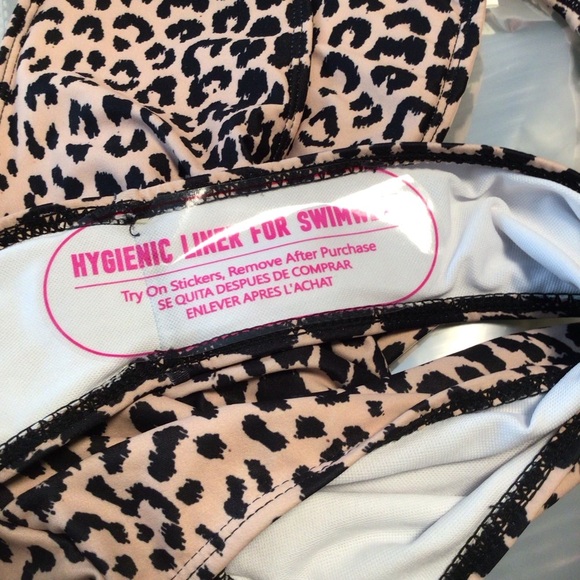 HYGIENIC LINER FOR
Try On Stickers, Remove After Purchase
SE QUITA DESPUES DE COMPRAR
ENLEVER APRES L'ACHAT